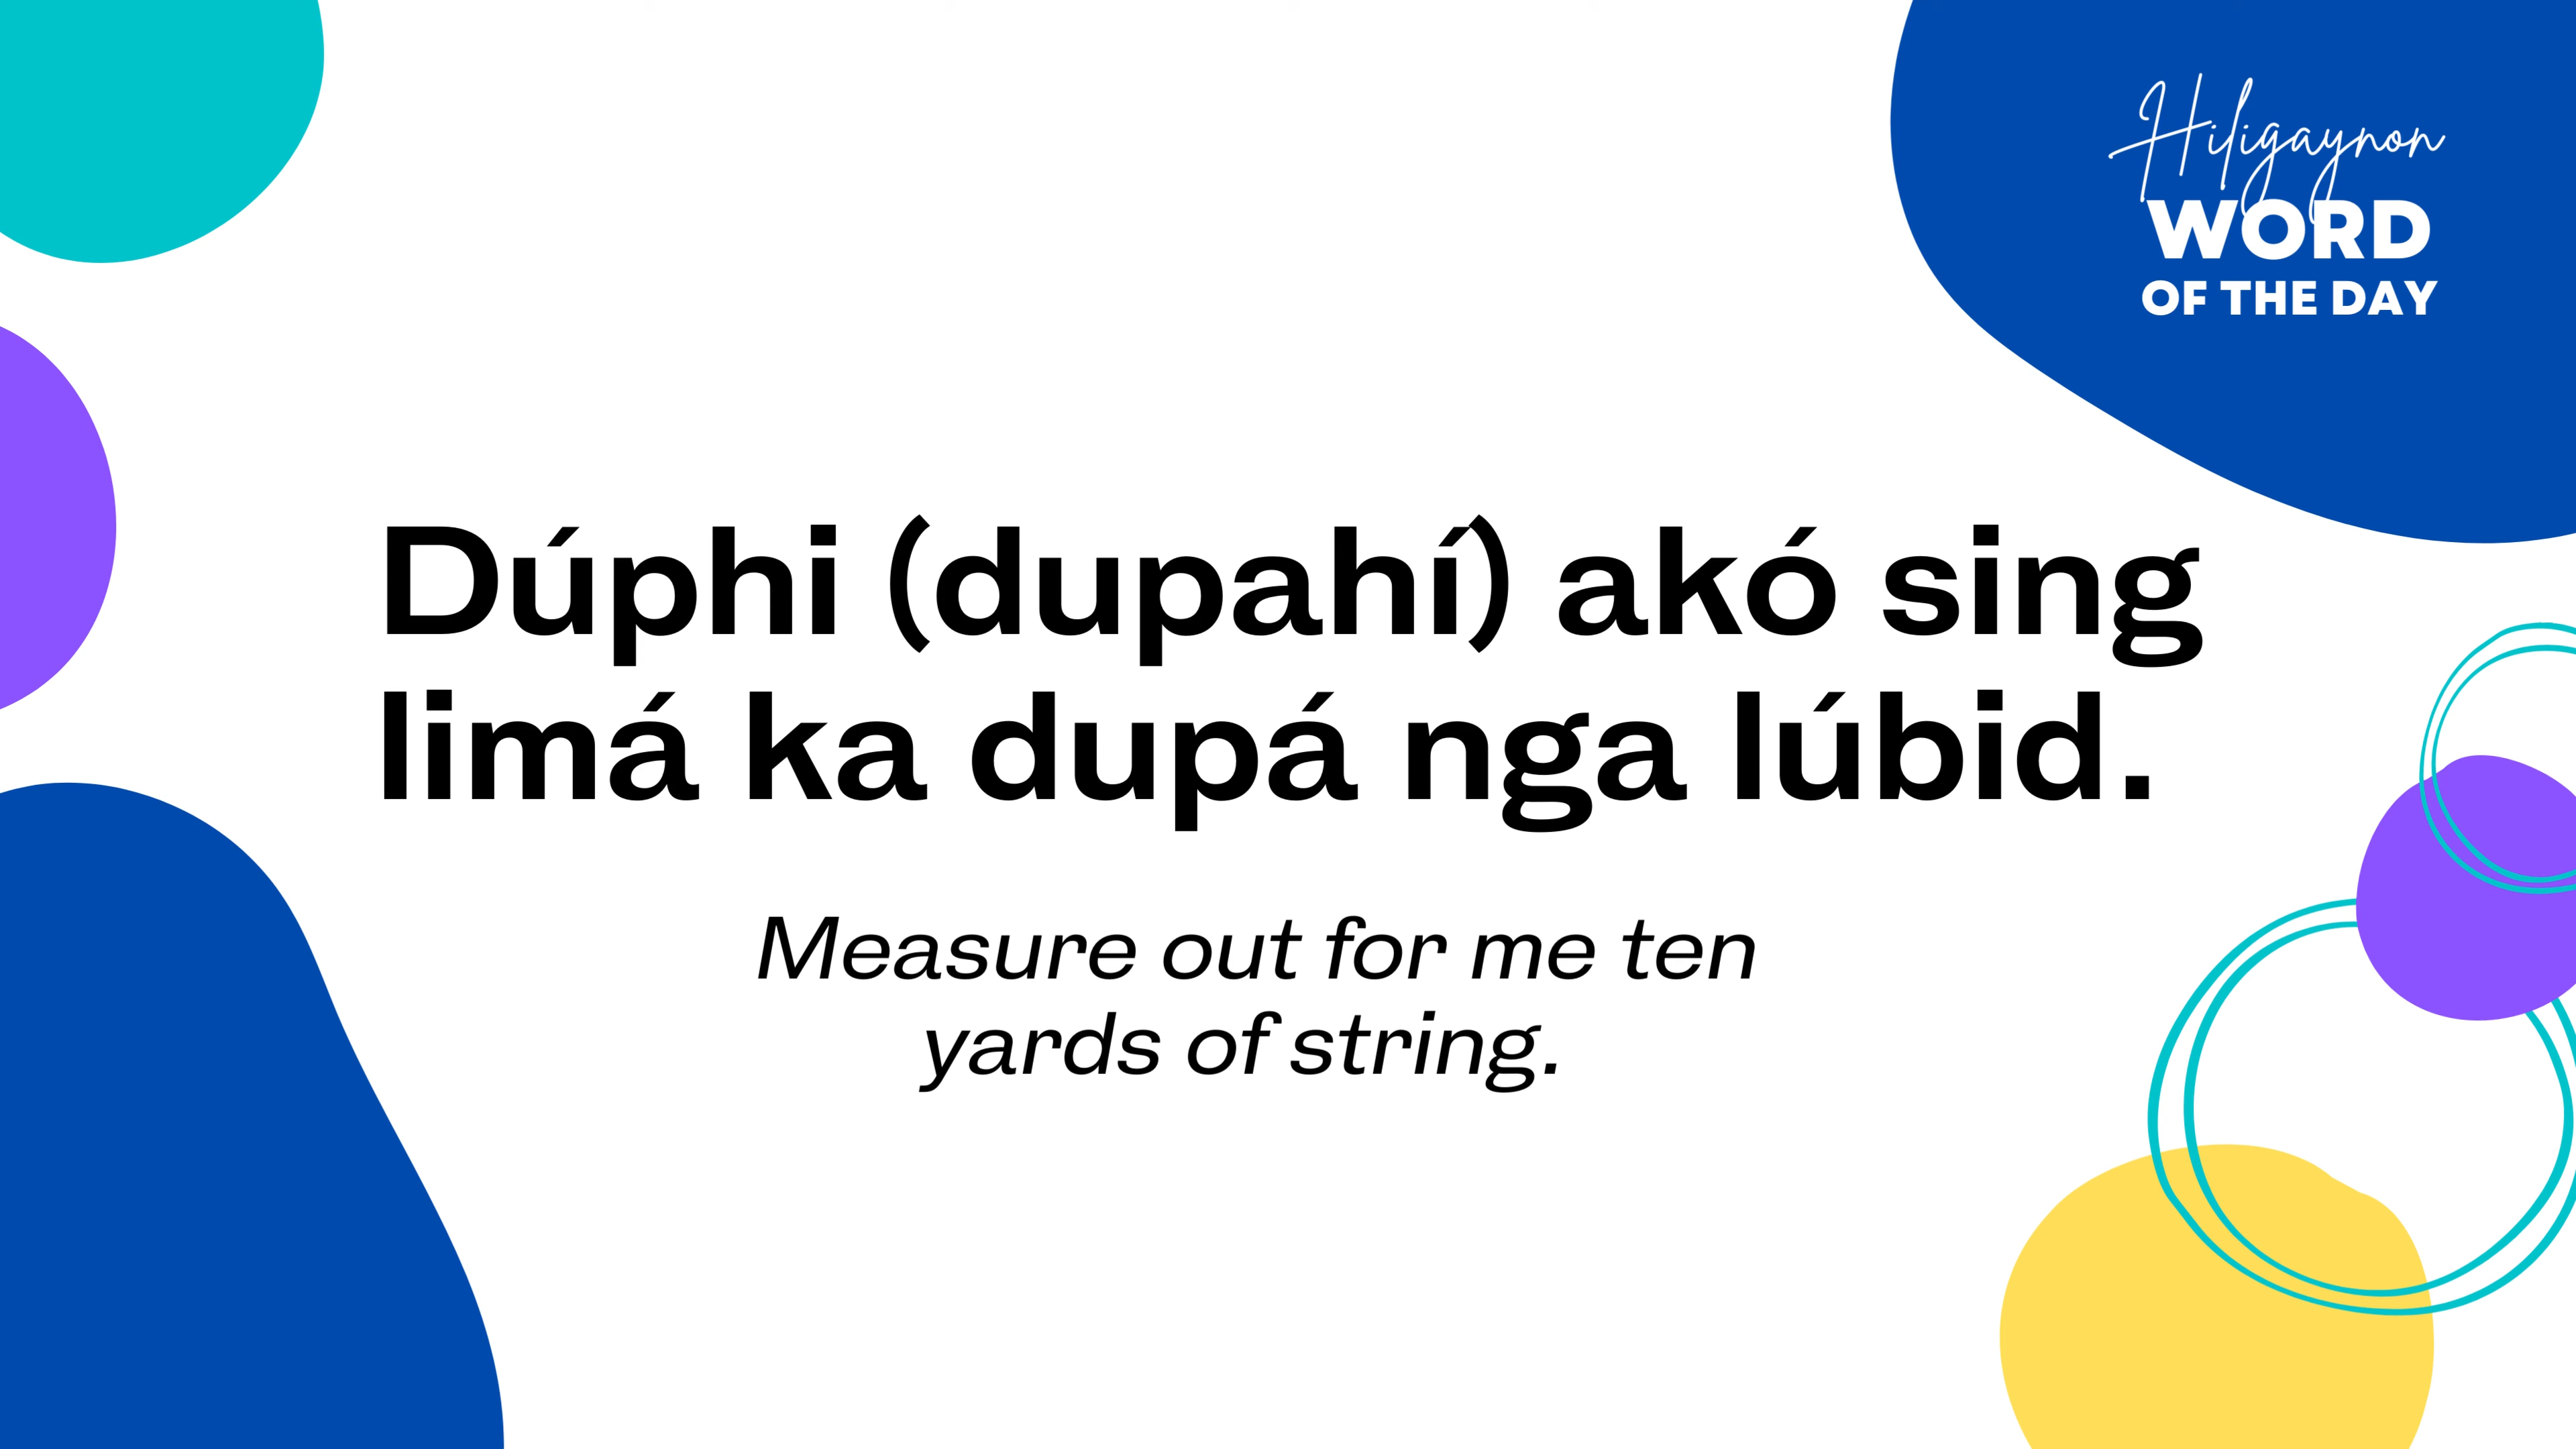 Hiligaynon
WORD
OF THE DAY
Dúphi (dupahí) akó sing
limá ka dupá nga lúbid.
Measure out for me ten
yards of string.